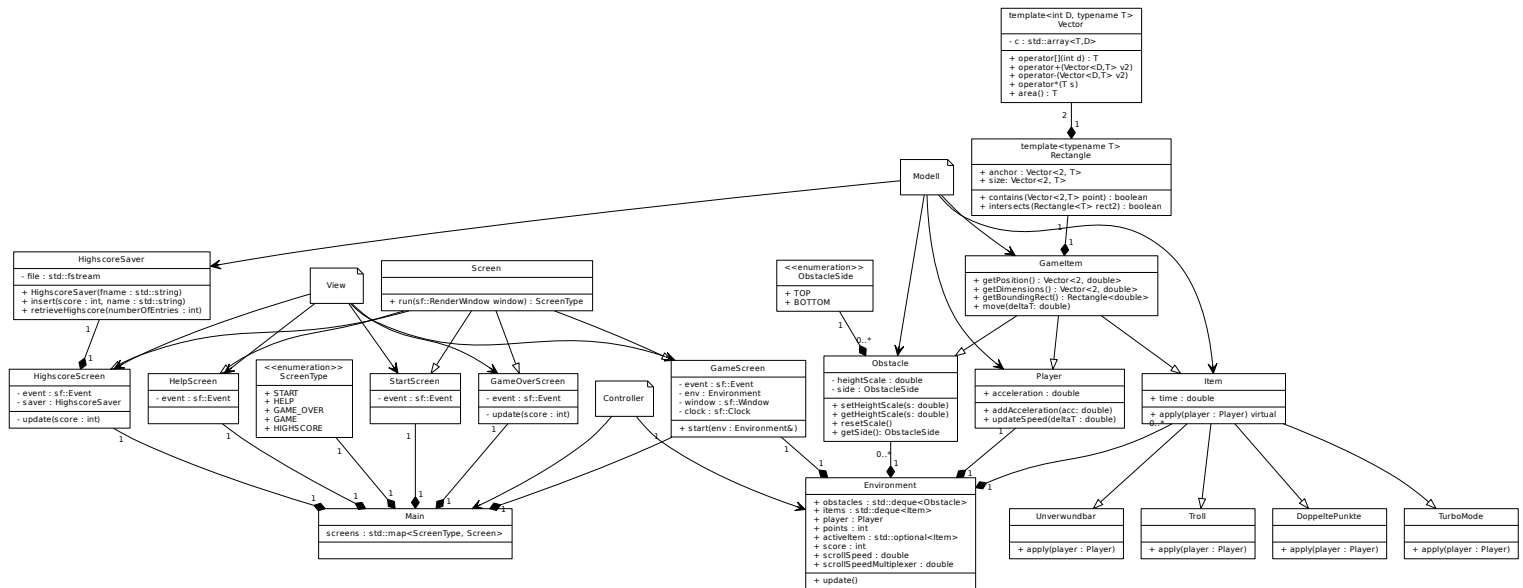 template<int D, typename T>
Vector
- c : std::array<T,D>
+ operator[](int d) : T
+ operator+(Vector<D,T> v2)
+ operator-(Vector<D,T> v2)
+ operator*(T s)
+ area() : T
2
1
template<typename T>
Rectangle
+ anchor : Vector<2, T>
+ size: Vector<2, T>
+ contains(Vector<2,T> point) : boolean
+ intersects(Rectangle<T> rect2) : boolean
Modell
1
1
HighscoreSaver
- file : std::fstream
+ HighscoreSaver(fname : std::string)
+ insert(score : int, name : std::string)
+ retrieveHighscore(numberOfEntries : int)
View
Screen
+ run(sf::RenderWindow window) : ScreenType
<<enumeration>>
ObstacleSide
+ TOP
+ BOTTOM
GameItem
+ getPosition() : Vector<2, double>
+ getDimensions() : Vector<2, double>
+ getBoundingRect() : Rectangle<double>
+ move(deltaT: double)
1
1
1
0..*
HighscoreScreen
- event : sf::Event
- saver : HighscoreSaver
- update(score : int)
HelpScreen
- event : sf::Event
<<enumeration>>
ScreenType
+ START
+ HELP
+ GAME_OVER
+ GAME
+ HIGHSCORE
StartScreen
- event : sf::Event
GameOverScreen
- event : sf::Event
- update(score : int)
Controller
GameScreen
- event : sf::Event
- env : Environment
- window : sf::Window
- clock : sf::Clock
+ start(env : Environment&)
Obstacle
- heightScale : double
- side : ObstacleSide
+ setHeightScale(s: double)
+ getHeightScale(s: double)
+ resetScale()
+ getSide(): ObstacleSide
Player
+ acceleration : double
+ addAcceleration(acc: double)
+ updateSpeed(deltaT : double)
Item
+ time : double
+ apply(player : Player) virtual
0..*
1
1
1
1
1
1
1
0..*
1
1
1
1
1
1
1
1
1
1
1
1
Main
screens : std::map<ScreenType, Screen>
Environment
+ obstacles : std::deque<Obstacle>
+ items : std::deque<Item>
+ player : Player
+ points : int
+ activeItem : std::optional<Item>
+ score : int
+ scrollSpeed : double
+ scrollSpeedMultiplexer : double
+ update()
Unverwundbar
+ apply(player : Player)
Troll
+ apply(player : Player)
DoppeltePunkte
+ apply(player : Player)
TurboMode
+ apply(player : Player)